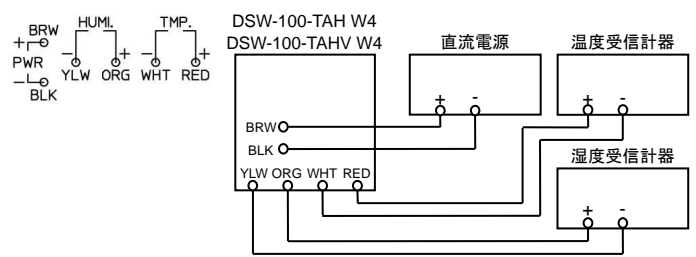 HUMI. TMP.
BRW
+ - + - +
PWR YLW ORG WHT RED
-
BLK
DSW-100-TAH W4
DSW-100-TAHV W4
直流電源
温度受信計器
+ -
+ -
BRW
BLK
YLW ORG WHT RED
湿度受信計器
+ -